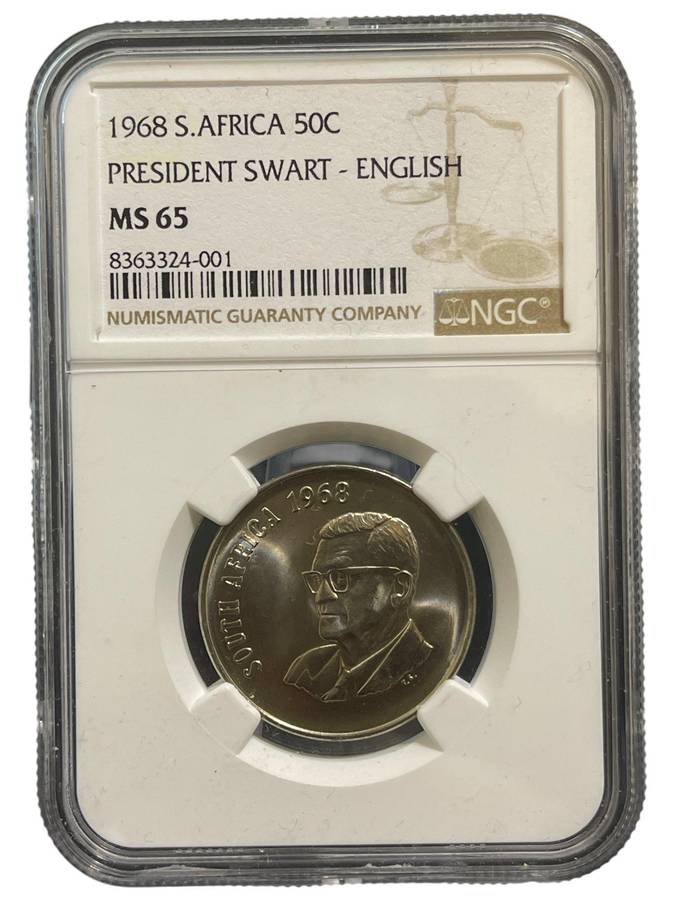 1968 S.AFRICA 50C
PRESIDENT SWART - ENGLISH
MS 65
8363324-001
NUMISMATIC GUARANTY COMPANY
NGC®
SOUTH AFRICA 1968